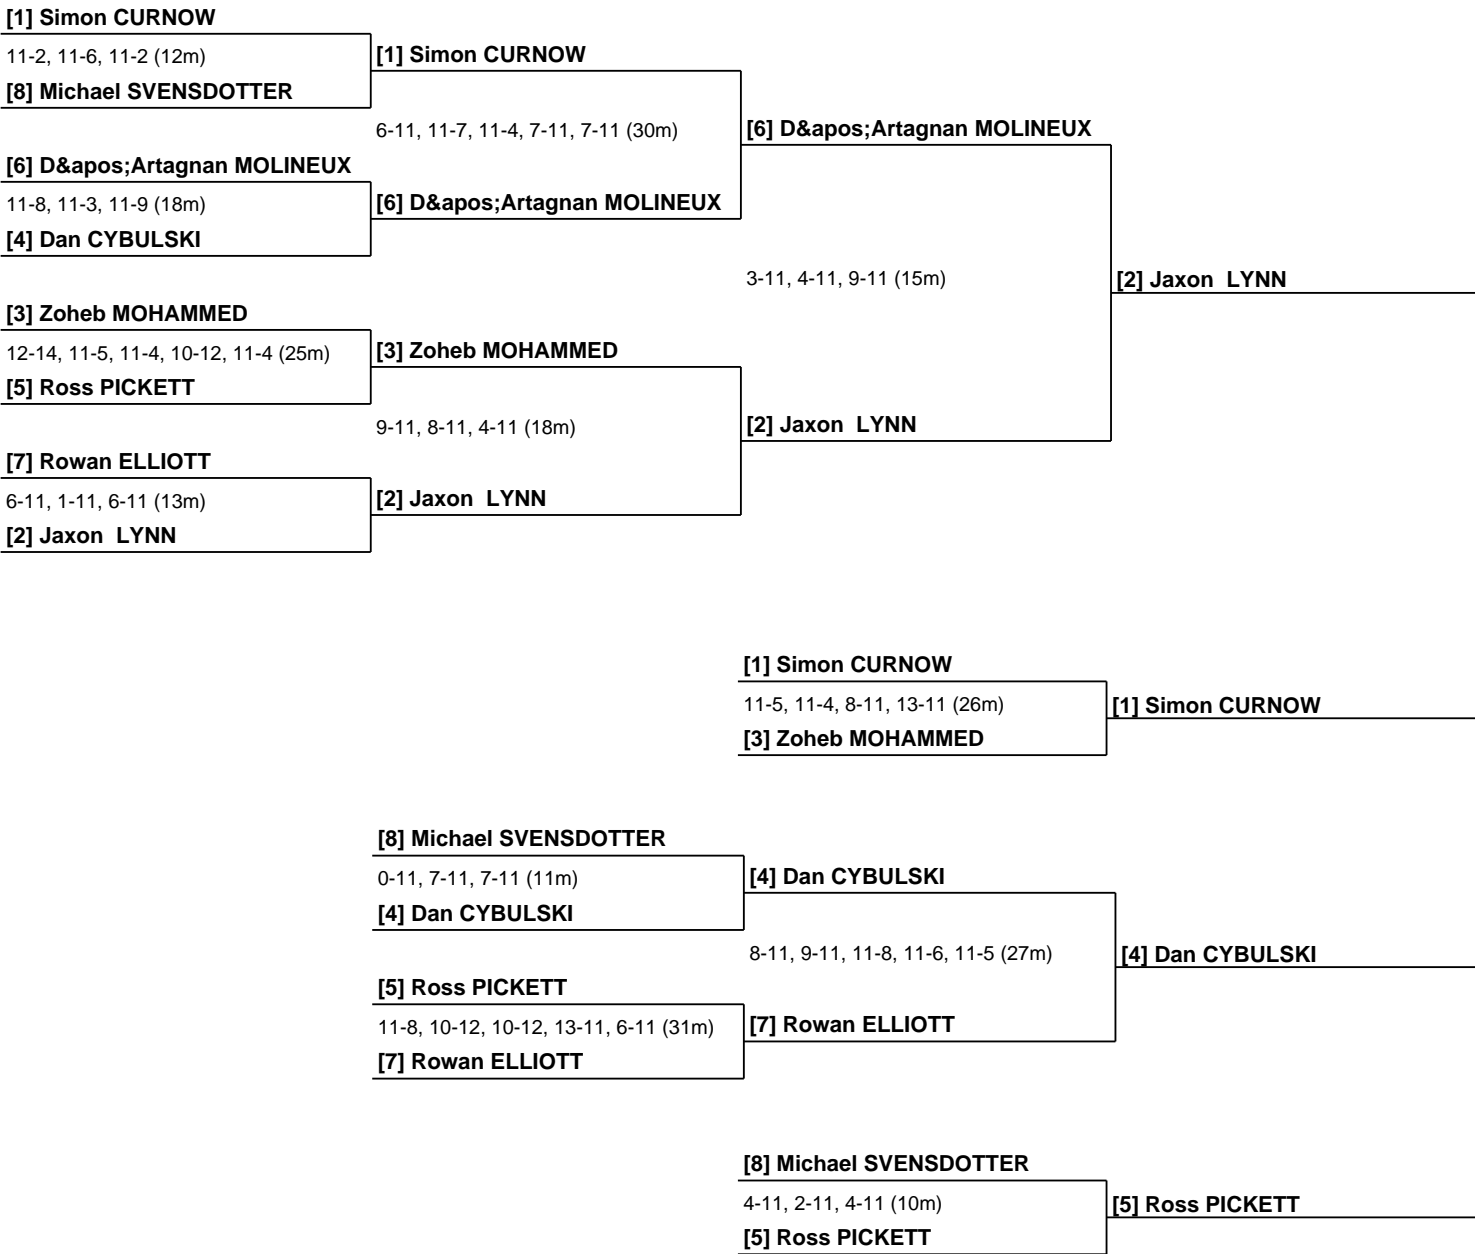 [1] Simon CURNOW
11-2, 11-6, 11-2 (12m)
[1] Simon CURNOW
[8] Michael SVENSDOTTER
6-11, 11-7, 11-4, 7-11, 7-11 (30m)
[6] D&apos;Artagnan MOLINEUX
[6] D&apos;Artagnan MOLINEUX
11-8, 11-3, 11-9 (18m)
[6] D&apos;Artagnan MOLINEUX
[4] Dan CYBULSKI
3-11, 4-11, 9-11 (15m)
[2] Jaxon  LYNN
[3] Zoheb MOHAMMED
12-14, 11-5, 11-4, 10-12, 11-4 (25m)
[3] Zoheb MOHAMMED
[5] Ross PICKETT
9-11, 8-11, 4-11 (18m)
[2] Jaxon  LYNN
[7] Rowan ELLIOTT
6-11, 1-11, 6-11 (13m)
[2] Jaxon  LYNN
[2] Jaxon  LYNN
[1] Simon CURNOW
11-5, 11-4, 8-11, 13-11 (26m)
[1] Simon CURNOW
[3] Zoheb MOHAMMED
[8] Michael SVENSDOTTER
0-11, 7-11, 7-11 (11m)
[4] Dan CYBULSKI
[4] Dan CYBULSKI
8-11, 9-11, 11-8, 11-6, 11-5 (27m)
[4] Dan CYBULSKI
[5] Ross PICKETT
11-8, 10-12, 10-12, 13-11, 6-11 (31m)
[7] Rowan ELLIOTT
[7] Rowan ELLIOTT
[8] Michael SVENSDOTTER
4-11, 2-11, 4-11 (10m)
[5] Ross PICKETT
[5] Ross PICKETT